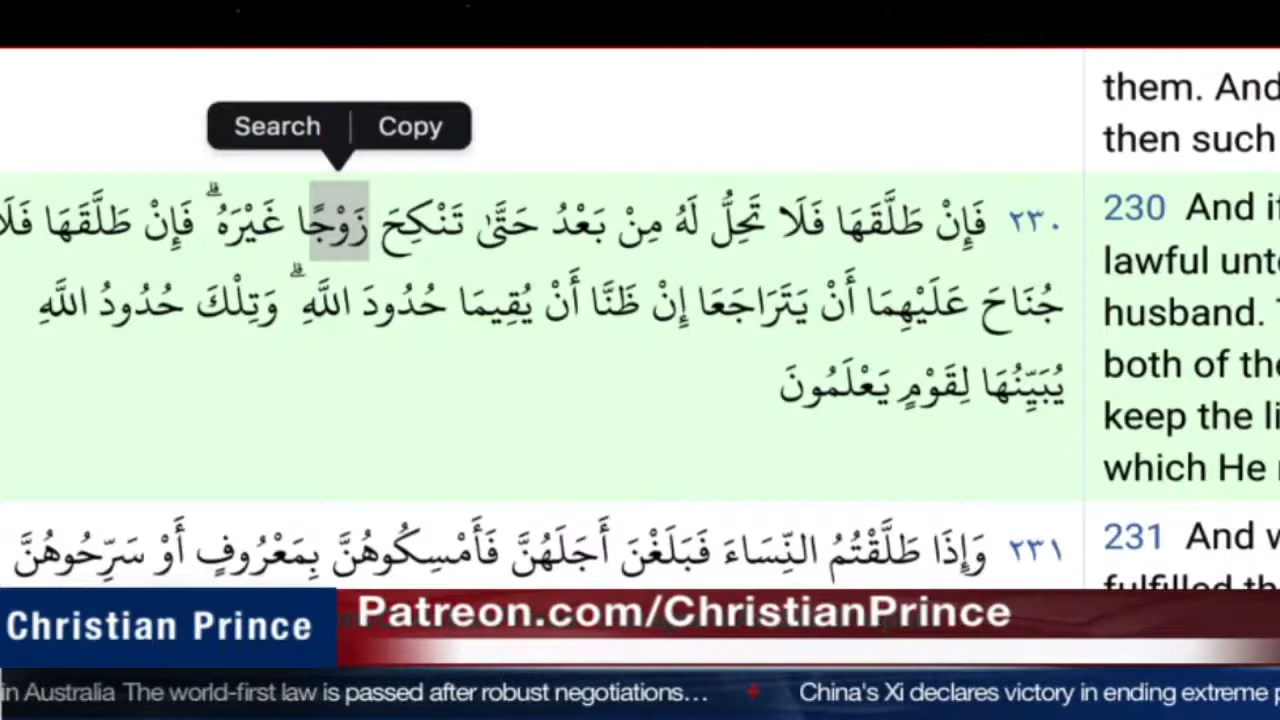 them. And
then such
Search
Copy
٢٣٠ فَإِنْ طَلَّقَهَا فَلَا تَحِلُّ لَهُ مِنْ بَعْدُ حَتَّىٰ تَنْكِحَ زَوْجًا غَيْرَهُ ۗ فَإِنْ طَلَّقَهَا فَلَا
جُنَاحَ عَلَيْهِمَا أَنْ يَتَرَاجَعَا إِنْ ظَنَّا أَنْ يُقِيمَا حُدُودَ اللَّهِ ۗ وَتِلْكَ حُدُودُ اللَّهِ
يُبَيِّنُهَا لِقَوْمٍ يَعْلَمُونَ
230 And if
lawful unto
husband.
both of the
keep the li
which He
٢٣١ وَإِذَا طَلَّقْتُمُ النِّسَاءَ فَبَلَغْنَ أَجَلَهُنَّ فَأَمْسِكُوهُنَّ بِمَعْرُوفٍ أَوْ سَرِّحُوهُنَّ
231 And w
fulfilled th
Christian Prince
Patreon.com/ChristianPrince
in Australia The world-first law is passed after robust negotiations…
China's Xi declares victory in ending extreme p